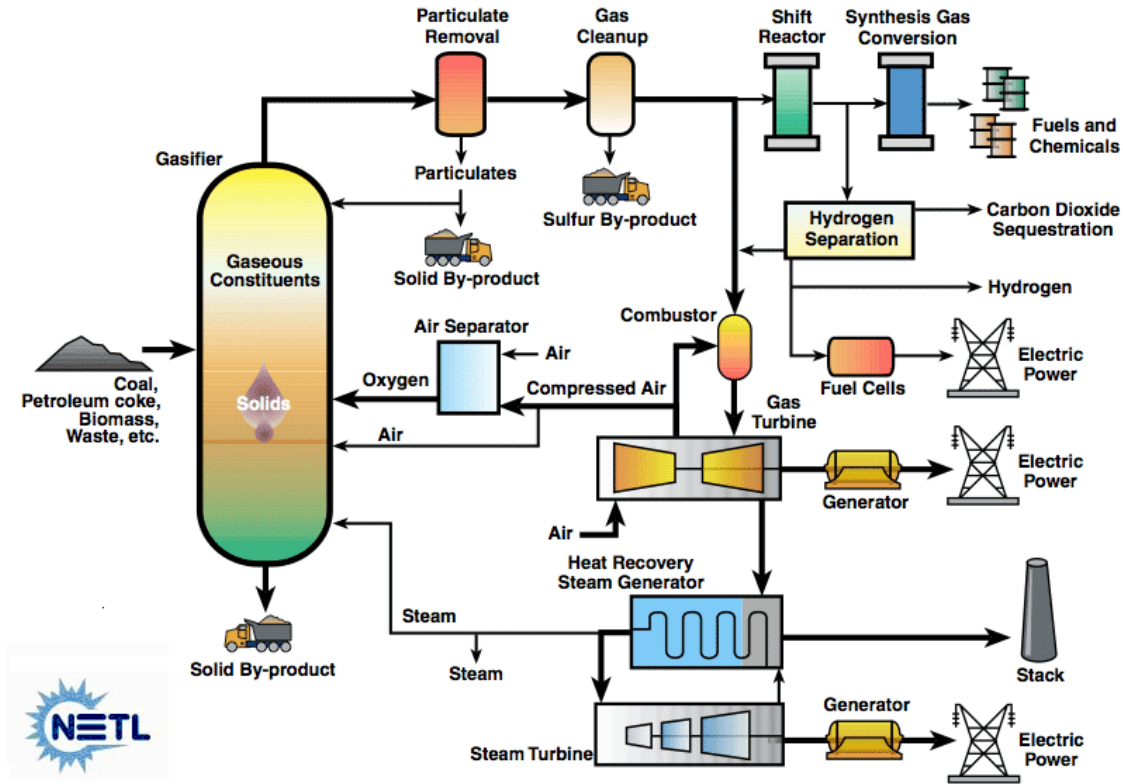 Particulate
Removal
Gas
Cleanup
Shift
Reactor
Synthesis Gas
Conversion
Fuels and
Chemicals
Gasifier
Particulates
Sulfur By-product
Solid By-product
Hydrogen
Separation
Carbon Dioxide
Sequestration
Hydrogen
Gaseous
Constituents
Air Separator
Air
Combustor
Fuel Cells
Electric
Power
Coal,
Petroleum coke,
Biomass,
Waste, etc.
Solids
Oxygen
Compressed Air
Air
Gas
Turbine
Generator
Electric
Power
Air
Heat Recovery
Steam Generator
Steam
Steam
Stack
Solid By-product
NETL
Steam Turbine
Generator
Electric
Power